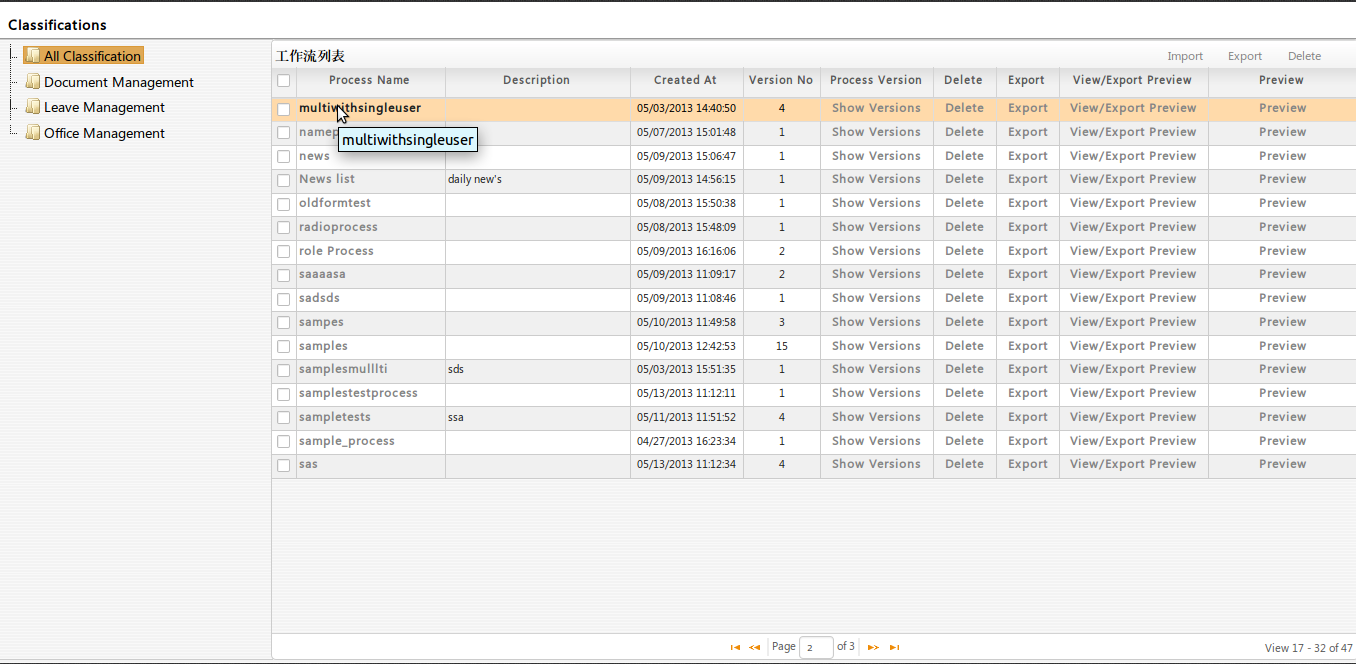 Classifications
All Classification
Document Management
Leave Management
Office Management
工作流列表 Import Export Delete
Process Name Description Created At Version No Process Version Delete Export View/Export Preview Preview
multiwithsingleuser 05/03/2013 14:40:50 4 Show Versions Delete Export View/Export Preview Preview
05/07/2013 15:01:48 1 Show Versions Delete Export View/Export Preview Preview
multiwithsingleuser
news 05/09/2013 15:06:47 1 Show Versions Delete Export View/Export Preview Preview
News list daily new's 05/09/2013 14:56:15 1 Show Versions Delete Export View/Export Preview Preview
oldformtest 05/08/2013 15:50:38 1 Show Versions Delete Export View/Export Preview Preview
radioprocess 05/08/2013 15:48:09 1 Show Versions Delete Export View/Export Preview Preview
role Process 05/09/2013 16:16:06 2 Show Versions Delete Export View/Export Preview Preview
saaaasa 05/09/2013 11:09:17 2 Show Versions Delete Export View/Export Preview Preview
sadsds 05/09/2013 11:08:46 1 Show Versions Delete Export View/Export Preview Preview
sampes 05/10/2013 11:49:58 3 Show Versions Delete Export View/Export Preview Preview
samples 05/10/2013 12:42:53 15 Show Versions Delete Export View/Export Preview Preview
samplesmulllti sds 05/03/2013 15:51:35 1 Show Versions Delete Export View/Export Preview Preview
samplestestprocess 05/13/2013 11:12:11 1 Show Versions Delete Export View/Export Preview Preview
sampletests ssa 05/11/2013 11:51:52 4 Show Versions Delete Export View/Export Preview Preview
sample_process 04/27/2013 16:23:34 1 Show Versions Delete Export View/Export Preview Preview
sas 05/13/2013 11:12:34 4 Show Versions Delete Export View/Export Preview Preview
Page 2 of 3 View 17 - 32 of 47